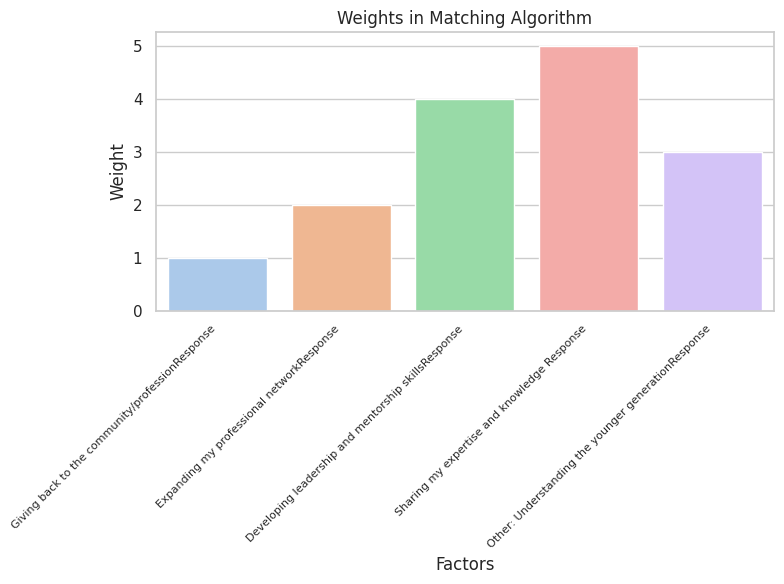 Weights in Matching Algorithm
Weight
5
4
3
2
1
0
Giving back to the community/professionResponse
Expanding my professional networkResponse
Developing leadership and mentorship skillsResponse
Sharing my expertise and knowledge Response
Other: Understanding the younger generationResponse
Factors